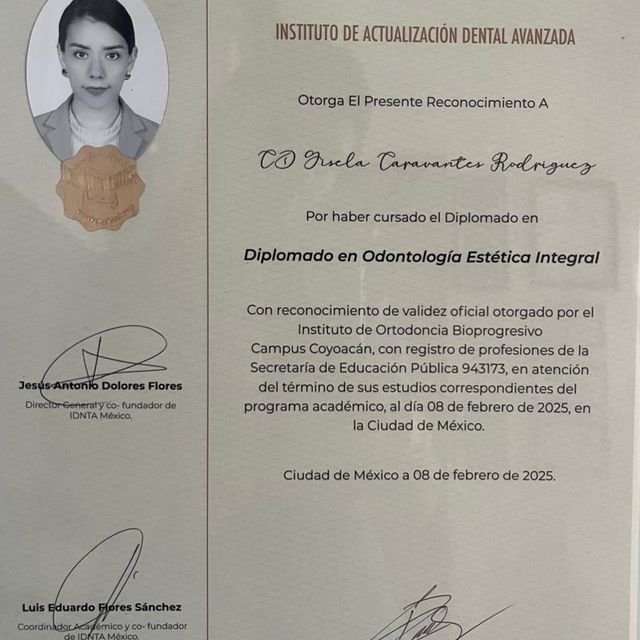 INSTITUTO DE ACTUALIZACIÓN DENTAL AVANZADA
Otorga El Presente Reconocimiento A
CD Gisela Caravantes Rodriguez
Por haber cursado el Diplomado en
Diplomado en Odontología Estética Integral
Con reconocimiento de validez oficial otorgado por el
Instituto de Ortodoncia Bioprogresivo
Campus Coyoacán, con registro de profesiones de la
Secretaría de Educación Pública 943173, en atención
del término de sus estudios correspondientes del
programa académico, al día 08 de febrero de 2025, en
la Ciudad de México.
Ciudad de México a 08 de febrero de 2025.
Jesús Antonio Dolores Flores
Director General y co- fundador de
IDNTA México.
Luis Eduardo Flores Sánchez
Coordinador Académico y co- fundador
de IDNTA México.